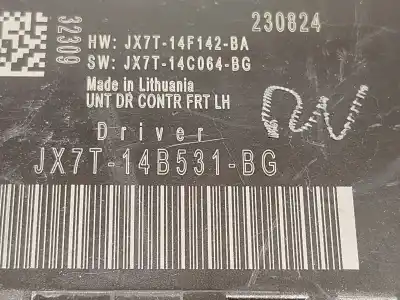 32309
230824
HW: JX7T-14F142-BA
SW: JX7T-14C064-BG
Made in Lithuania
UNT DR CONTR FRT LH
Driver
JX7T-14B531-BG